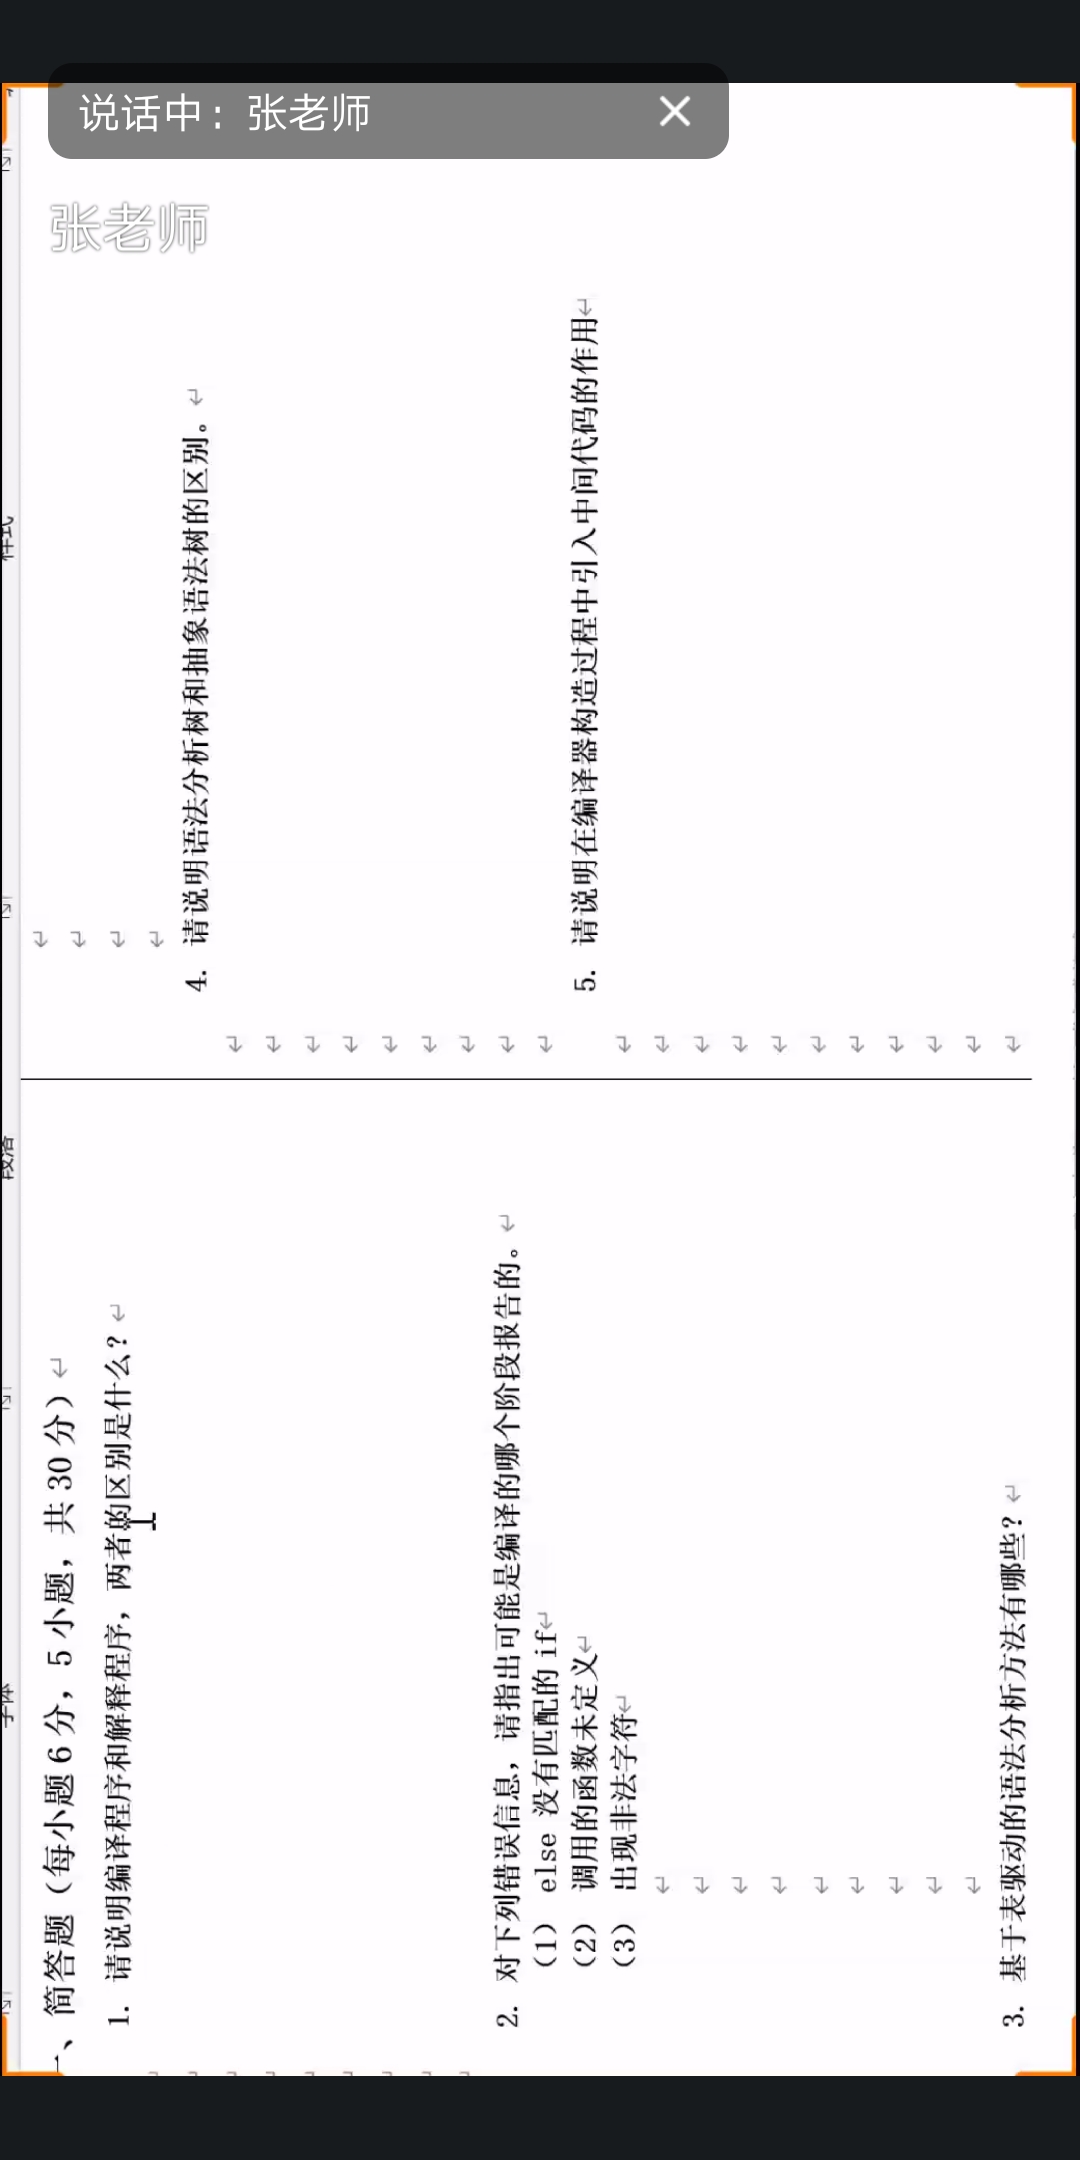 字体
段落
样式
一、简答题（每小题 6 分，5 小题，共 30 分）
1. 请说明编译程序和解释程序，两者的区别是什么？
2. 对下列错误信息，请指出可能是编译的哪个阶段报告的。
（1） else 没有匹配的 if
（2） 调用的函数未定义
（3） 出现非法字符
3. 基于表驱动的语法分析方法有哪些？
4. 请说明语法分析树和抽象语法树的区别。
5. 请说明在编译器构造过程中引入中间代码的作用
张老师
说话中：张老师